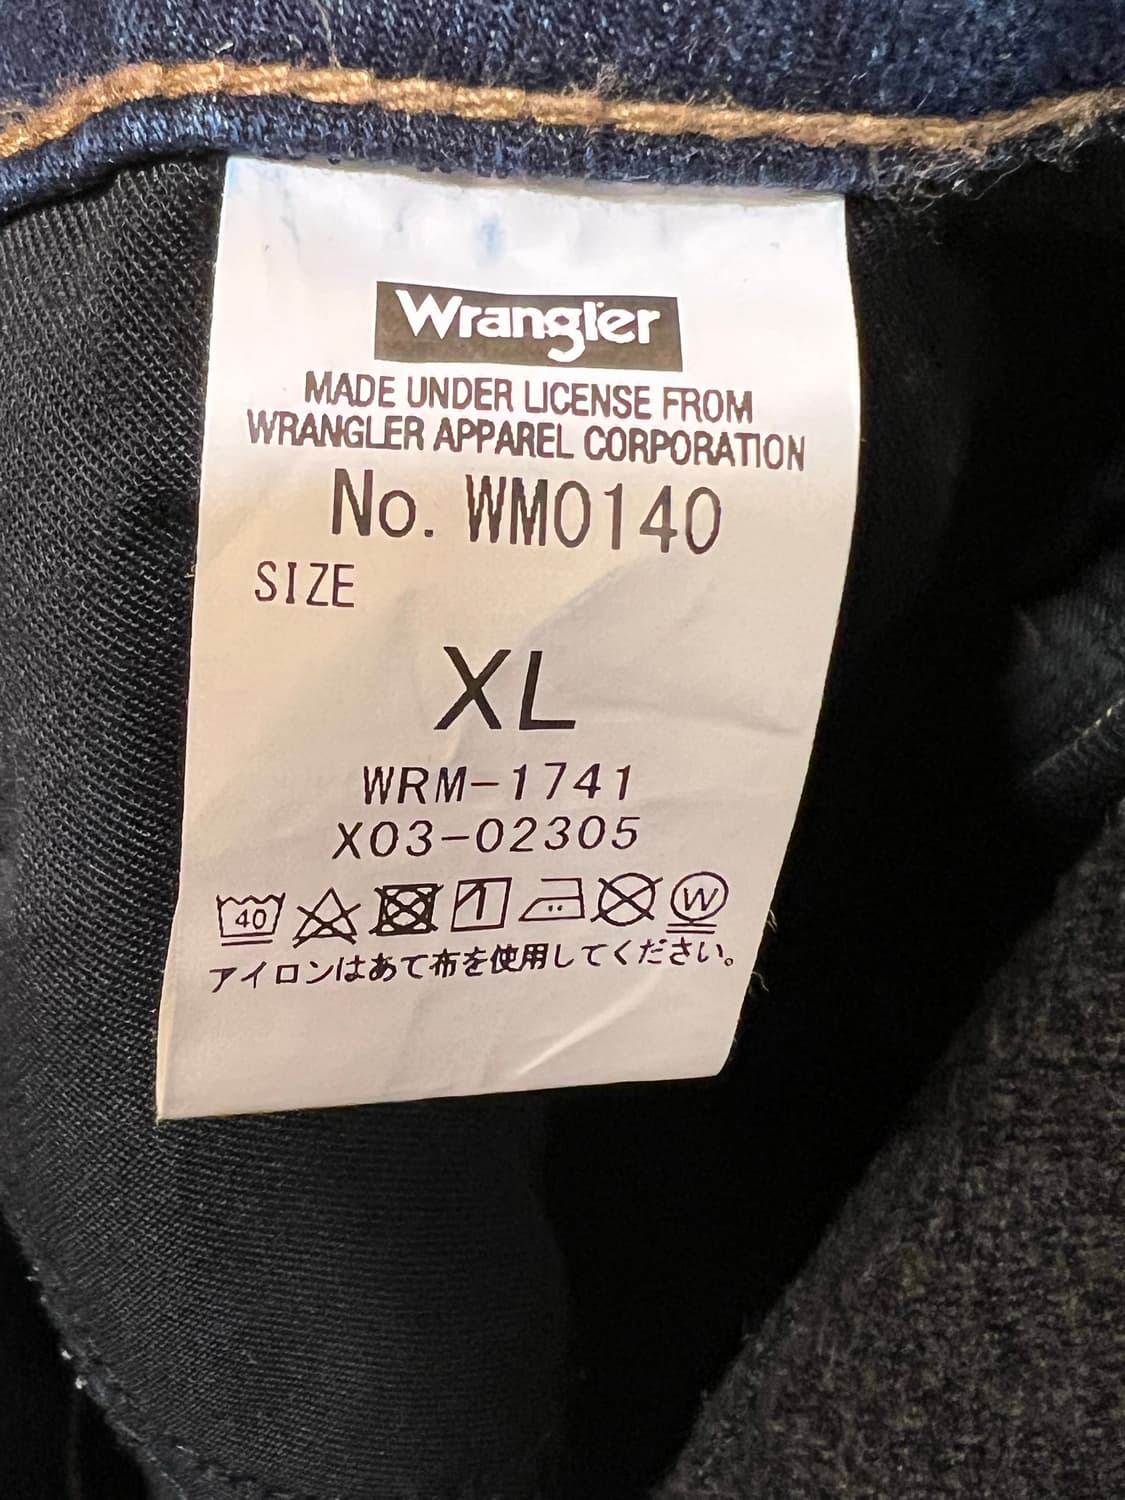 Wrangler
MADE UNDER LICENSE FROM
WRANGLER APPAREL CORPORATION
No. WM0140
SIZE
XL
WRM-1741
X03-02305
40 W
アイロンはあて布を使用してください。